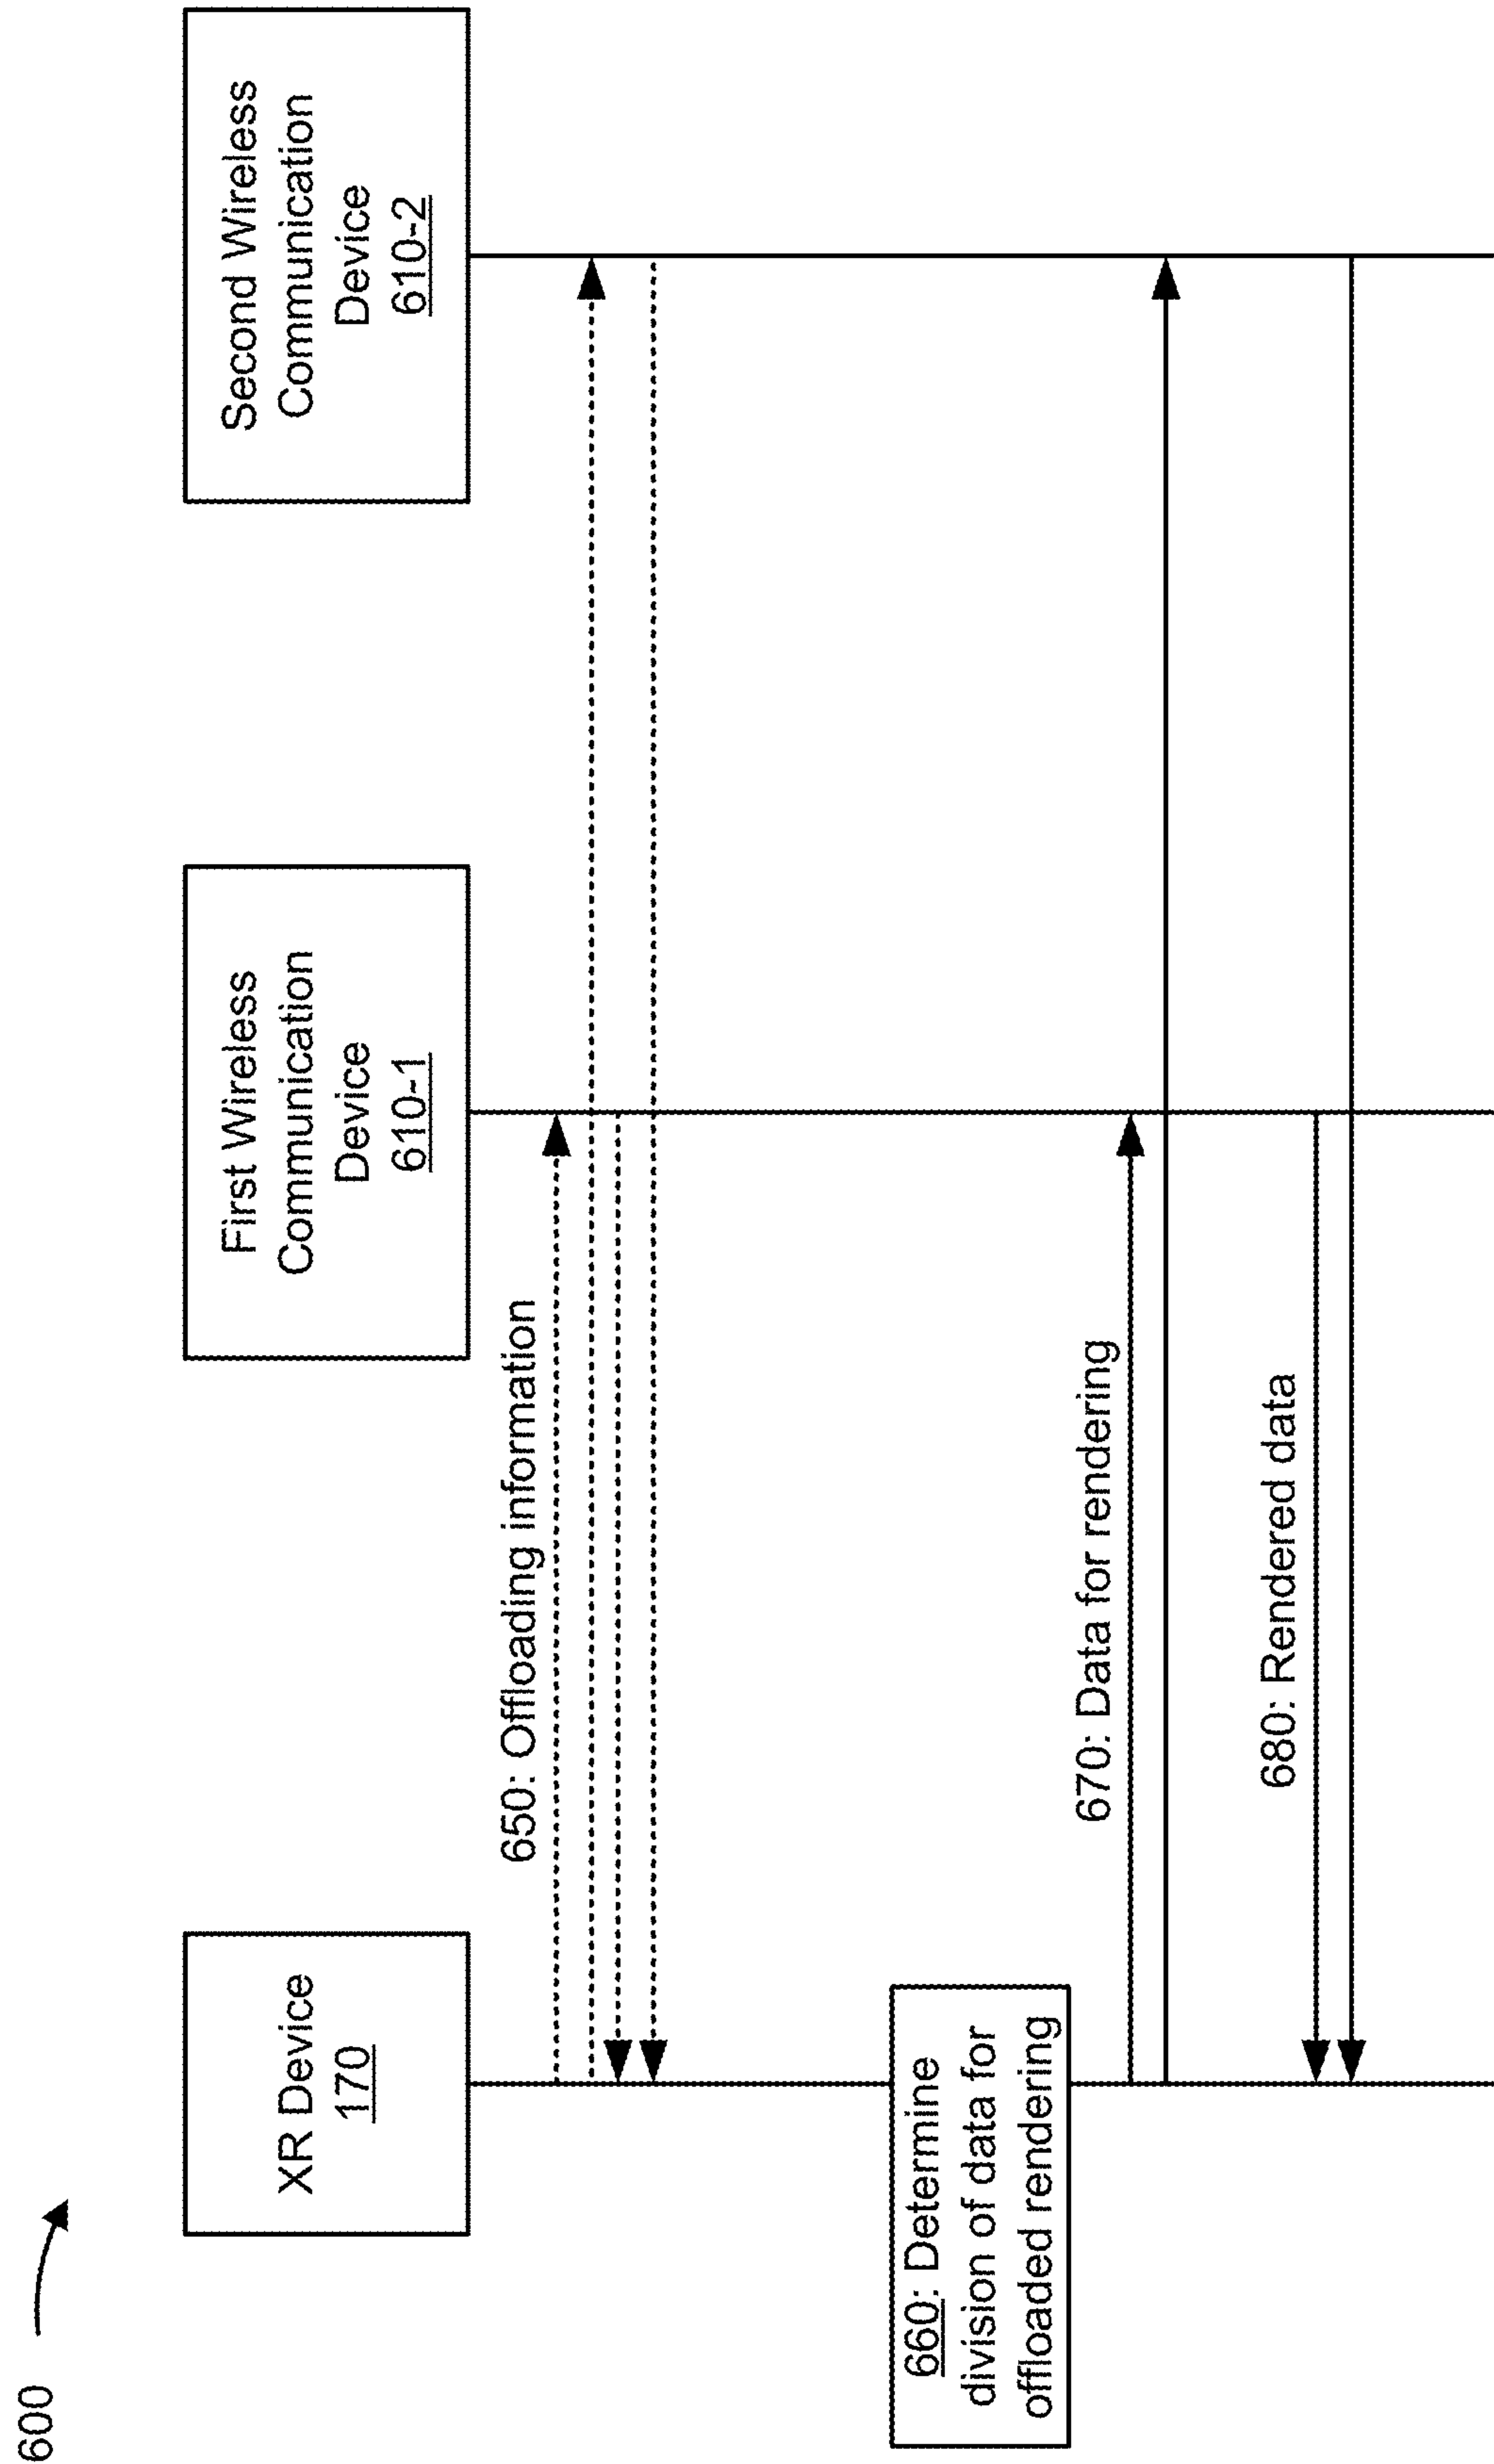 600
XR Device
170
First Wireless
Communication
Device
610-1
Second Wireless
Communication
Device
610-2
650: Offloading information
660: Determine
division of data for
offloaded rendering
670: Data for rendering
680: Rendered data